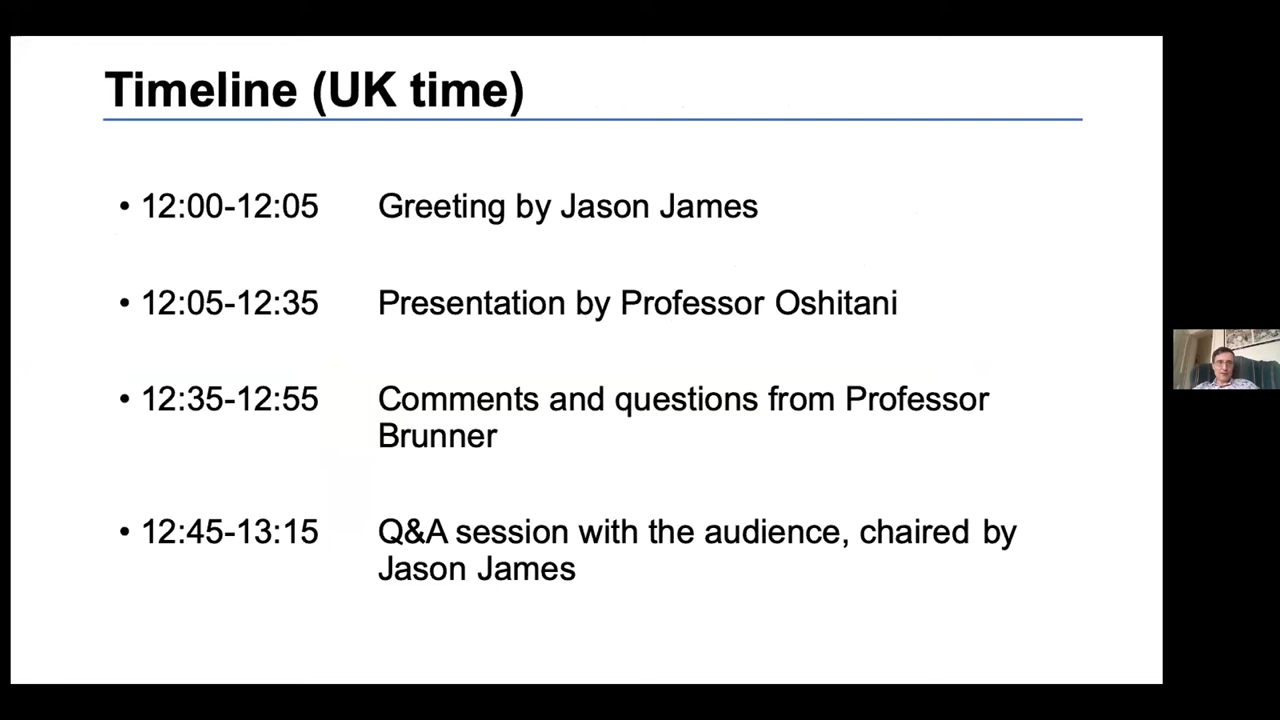 Timeline (UK time)
• 12:00-12:05 Greeting by Jason James
• 12:05-12:35 Presentation by Professor Oshitani
• 12:35-12:55 Comments and questions from Professor
Brunner
• 12:45-13:15 Q&A session with the audience, chaired by
Jason James